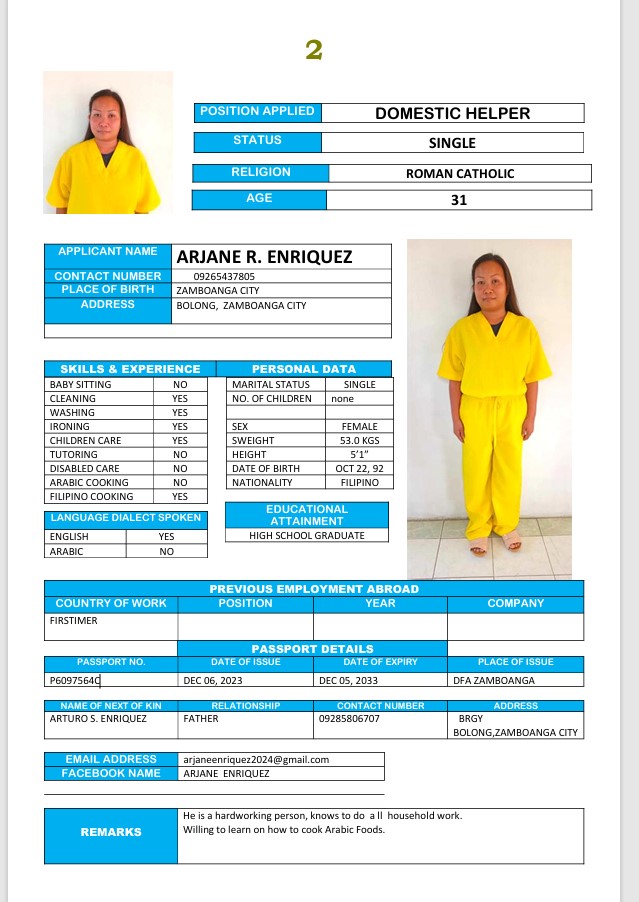 2
POSITION APPLIED DOMESTIC HELPER
STATUS SINGLE
RELIGION ROMAN CATHOLIC
AGE 31
APPLICANT NAME ARJANE R. ENRIQUEZ
CONTACT NUMBER 09265437805
PLACE OF BIRTH ZAMBOANGA CITY
ADDRESS BOLONG, ZAMBOANGA CITY
SKILLS & EXPERIENCE
BABY SITTING NO
CLEANING YES
WASHING YES
IRONING YES
CHILDREN CARE YES
TUTORING NO
DISABLED CARE NO
ARABIC COOKING NO
FILIPINO COOKING YES
LANGUAGE DIALECT SPOKEN
ENGLISH YES
ARABIC NO
PERSONAL DATA
MARITAL STATUS SINGLE
NO. OF CHILDREN none
SEX FEMALE
SWEIGHT 53.0 KGS
HEIGHT 5’1”
DATE OF BIRTH OCT 22, 92
NATIONALITY FILIPINO
EDUCATIONAL
ATTAINMENT
HIGH SCHOOL GRADUATE
PREVIOUS EMPLOYMENT ABROAD
COUNTRY OF WORK POSITION YEAR COMPANY
FIRSTIMER
PASSPORT DETAILS
PASSPORT NO. DATE OF ISSUE DATE OF EXPIRY PLACE OF ISSUE
P6097564C DEC 06, 2023 DEC 05, 2033 DFA ZAMBOANGA
NAME OF NEXT OF KIN RELATIONSHIP CONTACT NUMBER ADDRESS
ARTURO S. ENRIQUEZ FATHER 09285806707 BRGY
BOLONG,ZAMBOANGA CITY
EMAIL ADDRESS arjaneenriquez2024@gmail.com
FACEBOOK NAME ARJANE ENRIQUEZ
REMARKS
He is a hardworking person, knows to do a ll household work.
Willing to learn on how to cook Arabic Foods.